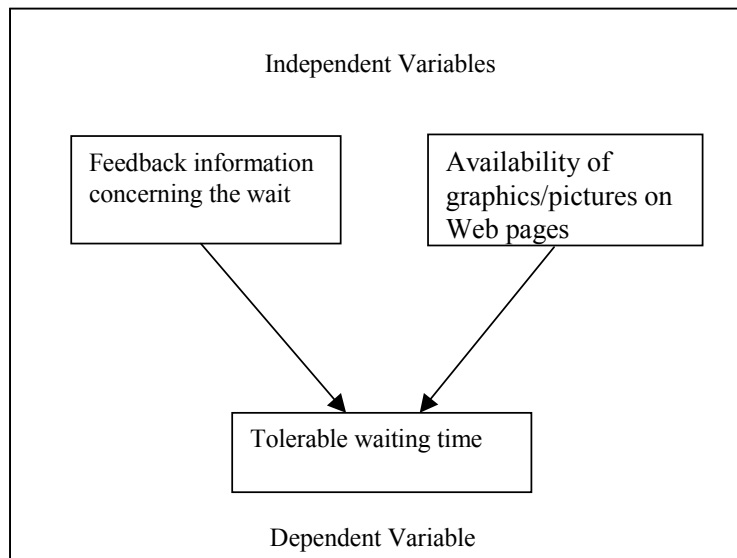 Independent Variables
Feedback information
concerning the wait
Availability of
graphics/pictures on
Web pages
Tolerable waiting time
Dependent Variable